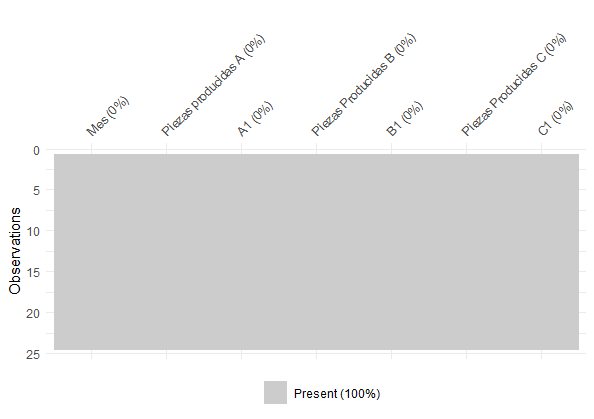 Mes (0%)
Piezas producidas A (0%)
A1 (0%)
Piezas Producidas B (0%)
B1 (0%)
Piezas Producidas C (0%)
C1 (0%)
0
5
10
15
20
25
Observations
Present (100%)